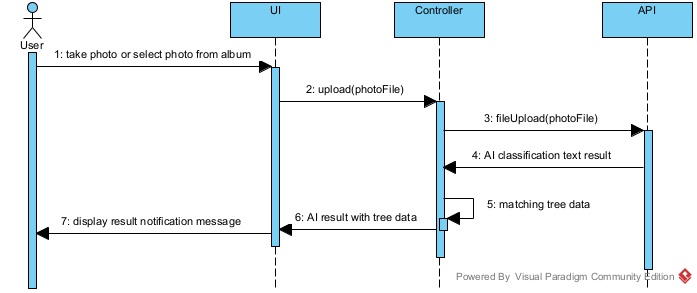 UI
Controller
API
User
1: take photo or select photo from album
2: upload(photoFile)
3: fileUpload(photoFile)
4: AI classification text result
5: matching tree data
6: AI result with tree data
7: display result notification message
Powered By Visual Paradigm Community Edition